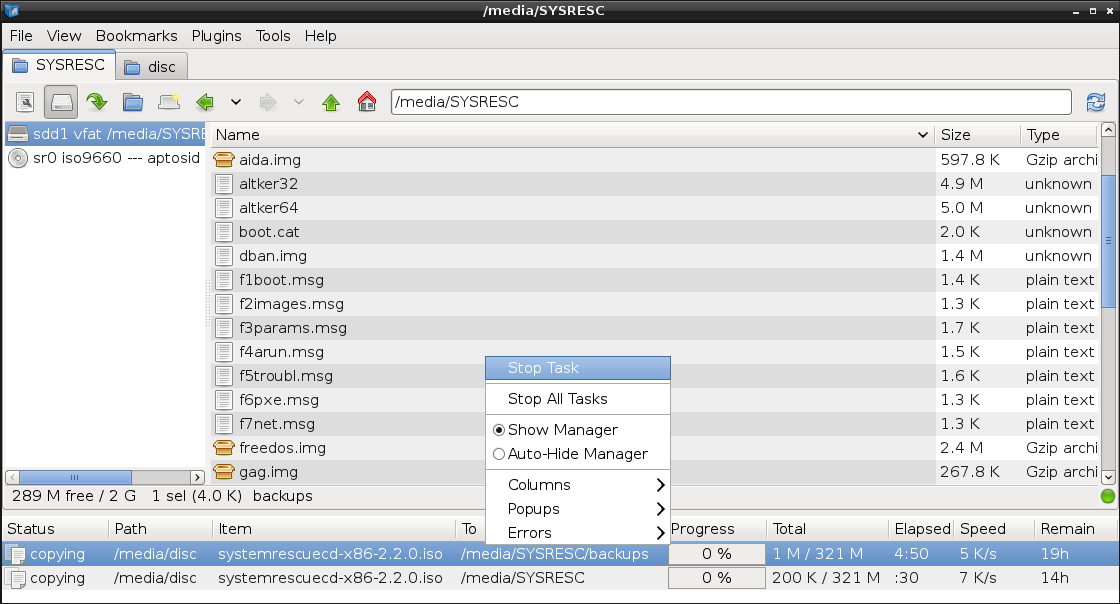 /media/SYSRESC
File View Bookmarks Plugins Tools Help
SYSRESC disc
/media/SYSRESC
sdd1 vfat /media/SYSRE
sr0 iso9660 --- aptosid
Name Size Type
aida.img 597.8 K Gzip archi
altker32 4.9 M unknown
altker64 5.0 M unknown
boot.cat 2.0 K unknown
dban.img 1.4 M unknown
f1boot.msg 1.4 K plain text
f2images.msg 1.3 K plain text
f3params.msg 1.7 K plain text
f4arun.msg 1.5 K plain text
f5troubl.msg 1.6 K plain text
f6pxe.msg 1.3 K plain text
f7net.msg 1.3 K plain text
freedos.img 2.4 M Gzip archi
gag.img 267.8 K Gzip archi
Stop Task
Stop All Tasks
Show Manager
Auto-Hide Manager
Columns
Popups
Errors
289 M free / 2 G 1 sel (4.0 K) backups
Status Path Item To Progress Total Elapsed Speed Remain
copying /media/disc systemrescuecd-x86-2.2.0.iso /media/SYSRESC/backups 0 % 1 M / 321 M 4:50 5 K/s 19h
copying /media/disc systemrescuecd-x86-2.2.0.iso /media/SYSRESC 0 % 200 K / 321 M :30 7 K/s 14h